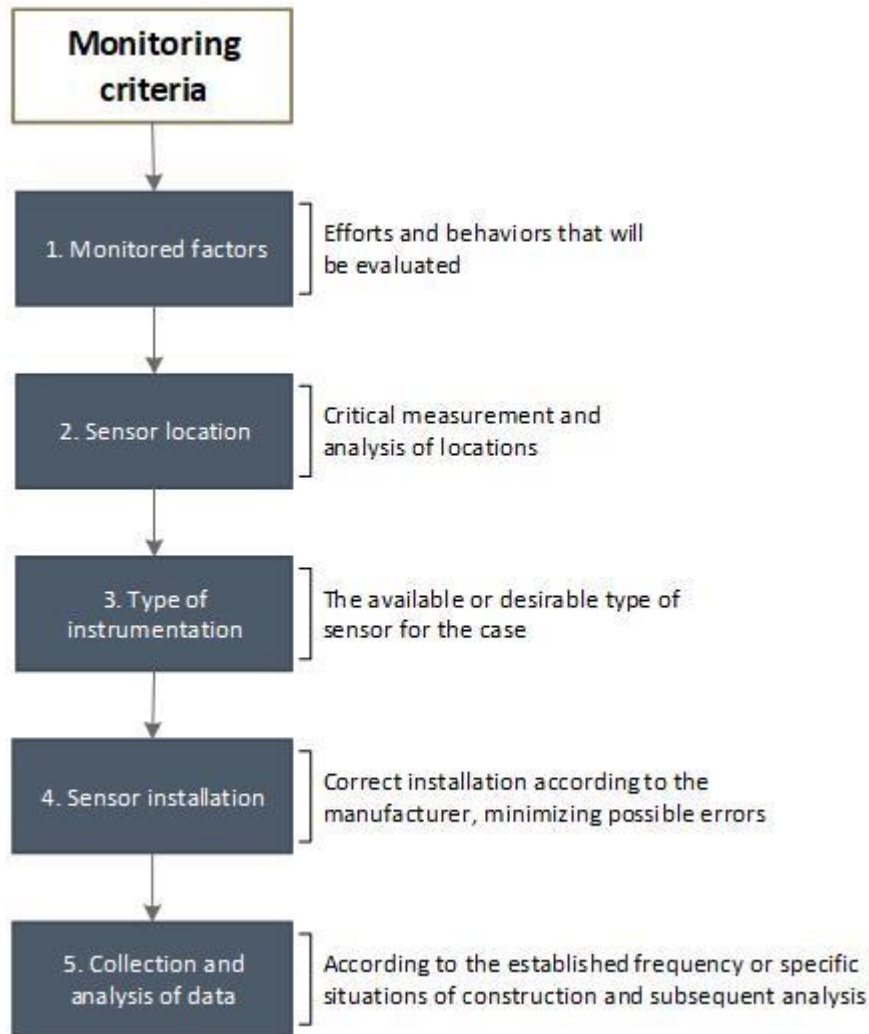 Monitoring
criteria
1. Monitored factors
Efforts and behaviors that will
be evaluated
2. Sensor location
Critical measurement and
analysis of locations
3. Type of
instrumentation
The available or desirable type of
sensor for the case
4. Sensor installation
Correct installation according to the
manufacturer, minimizing possible errors
5. Collection and
analysis of data
According to the established frequency or specific
situations of construction and subsequent analysis